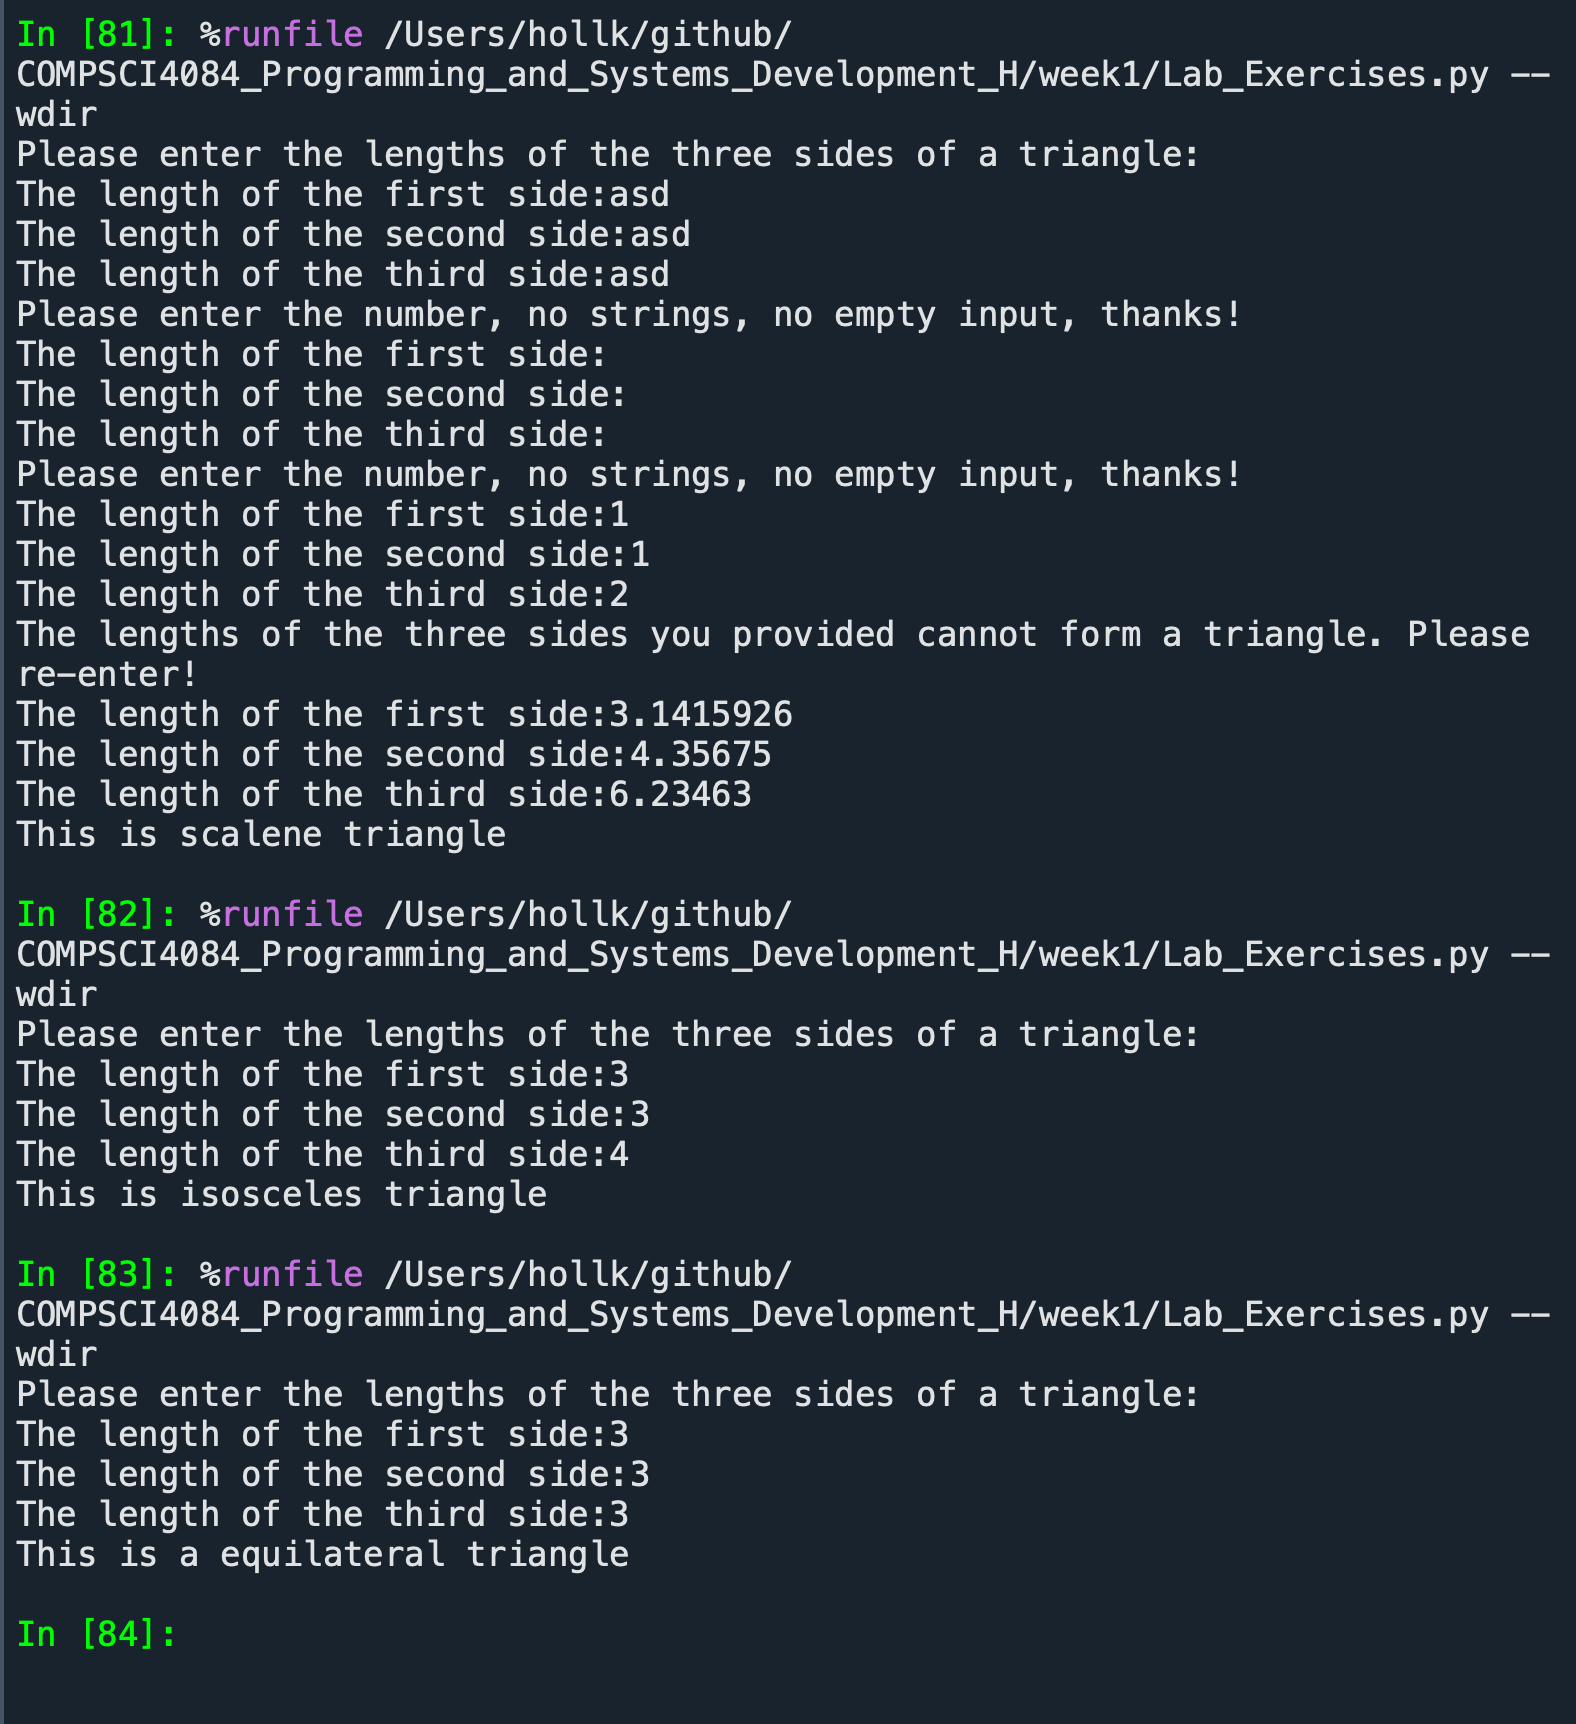 In [81]: %runfile /Users/hollk/github/
COMPSCI4084_Programming_and_Systems_Development_H/week1/Lab_Exercises.py --
wdir
Please enter the lengths of the three sides of a triangle:
The length of the first side:asd
The length of the second side:asd
The length of the third side:asd
Please enter the number, no strings, no empty input, thanks!
The length of the first side:
The length of the second side:
The length of the third side:
Please enter the number, no strings, no empty input, thanks!
The length of the first side:1
The length of the second side:1
The length of the third side:2
The lengths of the three sides you provided cannot form a triangle. Please
re-enter!
The length of the first side:3.1415926
The length of the second side:4.35675
The length of the third side:6.23463
This is scalene triangle
In [82]: %runfile /Users/hollk/github/
COMPSCI4084_Programming_and_Systems_Development_H/week1/Lab_Exercises.py --
wdir
Please enter the lengths of the three sides of a triangle:
The length of the first side:3
The length of the second side:3
The length of the third side:4
This is isosceles triangle
In [83]: %runfile /Users/hollk/github/
COMPSCI4084_Programming_and_Systems_Development_H/week1/Lab_Exercises.py --
wdir
Please enter the lengths of the three sides of a triangle:
The length of the first side:3
The length of the second side:3
The length of the third side:3
This is a equilateral triangle
In [84]: